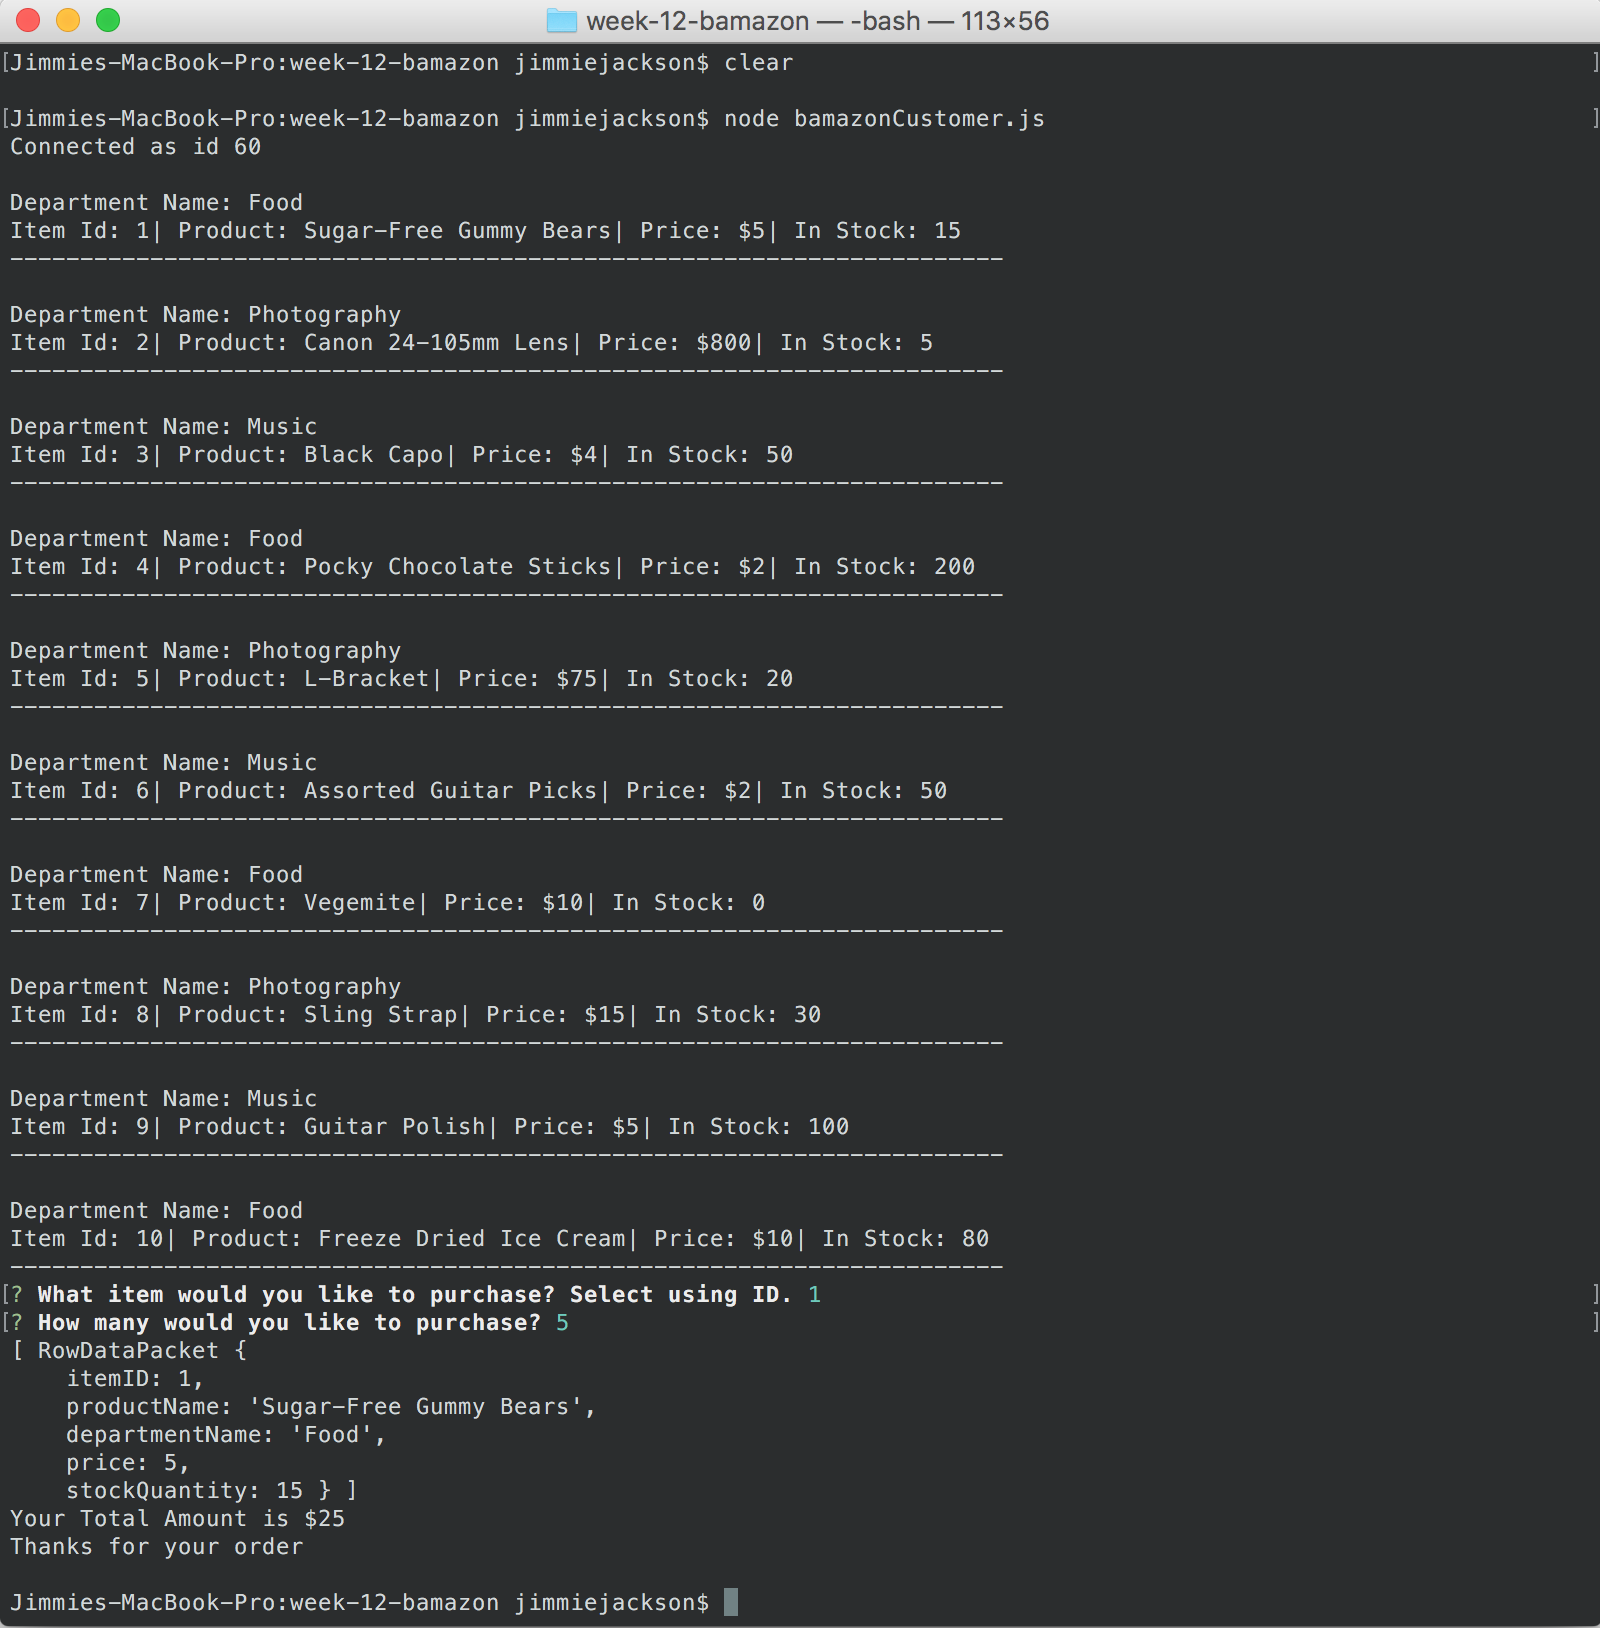 week-12-bamazon — -bash — 113×56
[Jimmies-MacBook-Pro:week-12-bamazon jimmiejackson$ clear ]
[Jimmies-MacBook-Pro:week-12-bamazon jimmiejackson$ node bamazonCustomer.js ]
Connected as id 60
Department Name: Food
Item Id: 1| Product: Sugar-Free Gummy Bears| Price: $5| In Stock: 15
-----------------------------------------------------------------------
Department Name: Photography
Item Id: 2| Product: Canon 24-105mm Lens| Price: $800| In Stock: 5
-----------------------------------------------------------------------
Department Name: Music
Item Id: 3| Product: Black Capo| Price: $4| In Stock: 50
-----------------------------------------------------------------------
Department Name: Food
Item Id: 4| Product: Pocky Chocolate Sticks| Price: $2| In Stock: 200
-----------------------------------------------------------------------
Department Name: Photography
Item Id: 5| Product: L-Bracket| Price: $75| In Stock: 20
-----------------------------------------------------------------------
Department Name: Music
Item Id: 6| Product: Assorted Guitar Picks| Price: $2| In Stock: 50
-----------------------------------------------------------------------
Department Name: Food
Item Id: 7| Product: Vegemite| Price: $10| In Stock: 0
-----------------------------------------------------------------------
Department Name: Photography
Item Id: 8| Product: Sling Strap| Price: $15| In Stock: 30
-----------------------------------------------------------------------
Department Name: Music
Item Id: 9| Product: Guitar Polish| Price: $5| In Stock: 100
-----------------------------------------------------------------------
Department Name: Food
Item Id: 10| Product: Freeze Dried Ice Cream| Price: $10| In Stock: 80
-----------------------------------------------------------------------
[? What item would you like to purchase? Select using ID. 1 ]
[? How many would you like to purchase? 5 ]
[ RowDataPacket {
    itemID: 1,
    productName: 'Sugar-Free Gummy Bears',
    departmentName: 'Food',
    price: 5,
    stockQuantity: 15 } ]
Your Total Amount is $25
Thanks for your order
Jimmies-MacBook-Pro:week-12-bamazon jimmiejackson$